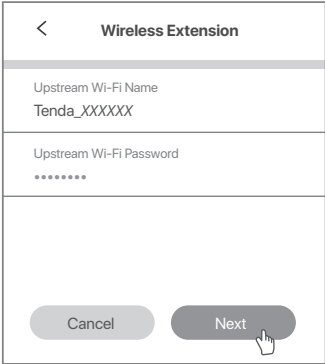 Wireless Extension
Upstream Wi-Fi Name
Tenda_XXXXXX
Upstream Wi-Fi Password
••••••••
Cancel
Next